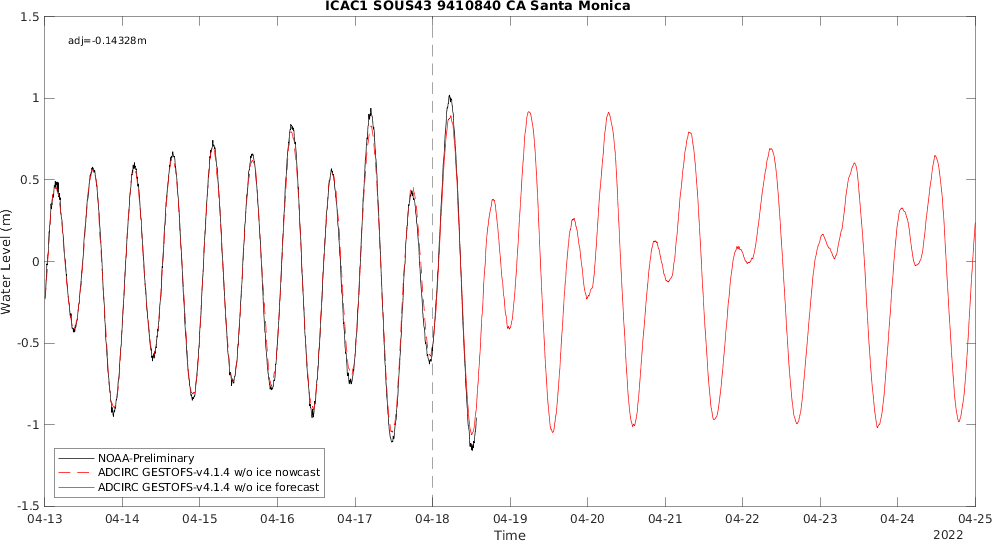 ICAC1 SOUS43 9410840 CA Santa Monica
adj=-0.14328m
1.5
1
0.5
0
-0.5
-1
-1.5
Water Level (m)
NOAA-Preliminary
ADCIRC GESTOFS-v4.1.4 w/o ice nowcast
ADCIRC GESTOFS-v4.1.4 w/o ice forecast
04-13 04-14 04-15 04-16 04-17 04-18 04-19 04-20 04-21 04-22 04-23 04-24 04-25
Time
2022